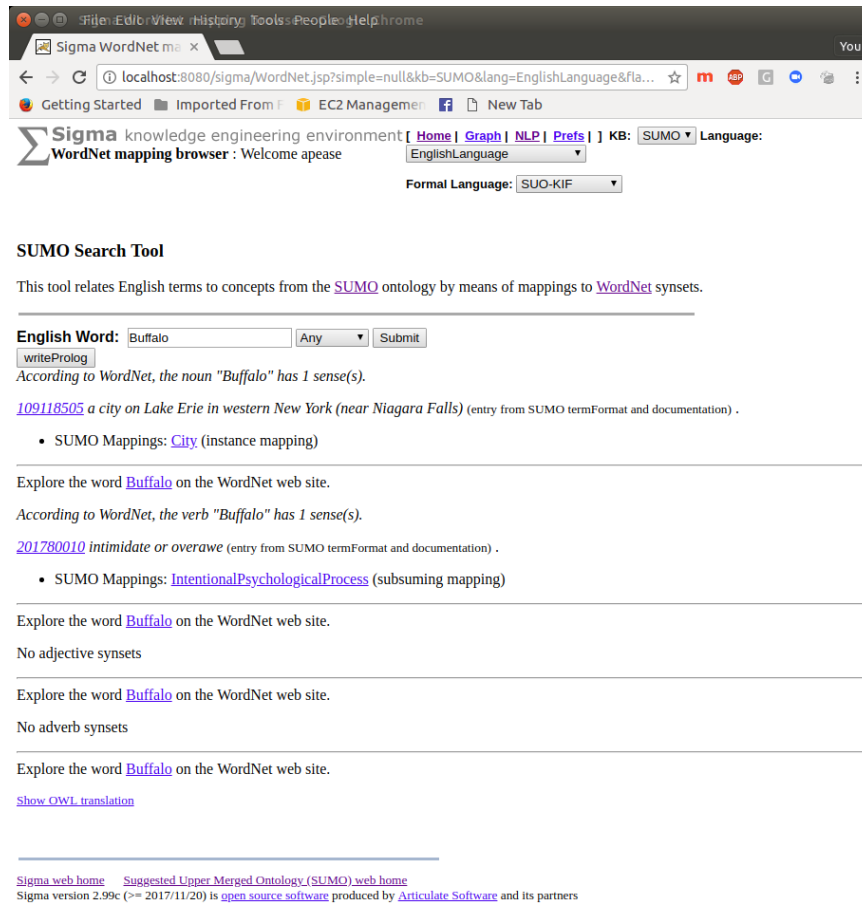 File Edit View History Bookmarks People Help
Sigma WordNet ma ×
You
localhost:8080/sigma/WordNet.jsp?simple=null&kb=SUMO&lang=EnglishLanguage&fla...
m ABP G
Getting Started Imported From F EC2 Managemen f New Tab
Sigma knowledge engineering environment [ Home | Graph | NLP | Prefs | ] KB: SUMO Language:
WordNet mapping browser : Welcome apease EnglishLanguage
Formal Language: SUO-KIF
SUMO Search Tool
This tool relates English terms to concepts from the SUMO ontology by means of mappings to WordNet synsets.
English Word: Buffalo Any Submit
writeProlog
According to WordNet, the noun "Buffalo" has 1 sense(s).
109118505 a city on Lake Erie in western New York (near Niagara Falls) (entry from SUMO termFormat and documentation) .
• SUMO Mappings: City (instance mapping)
Explore the word Buffalo on the WordNet web site.
According to WordNet, the verb "Buffalo" has 1 sense(s).
201780010 intimidate or overawe (entry from SUMO termFormat and documentation) .
• SUMO Mappings: IntentionalPsychologicalProcess (subsuming mapping)
Explore the word Buffalo on the WordNet web site.
No adjective synsets
Explore the word Buffalo on the WordNet web site.
No adverb synsets
Explore the word Buffalo on the WordNet web site.
Show OWL translation
Sigma web home Suggested Upper Merged Ontology (SUMO) web home
Sigma version 2.99c (>= 2017/11/20) is open source software produced by Articulate Software and its partners